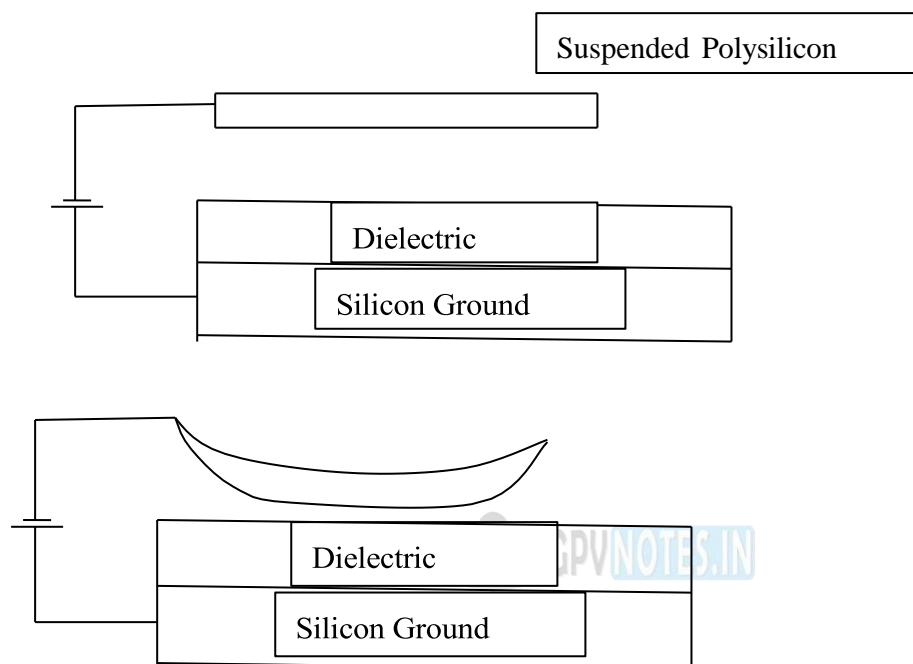 Suspended Polysilicon
Dielectric
Silicon Ground
Dielectric
GPVNOTES.IN
Silicon Ground